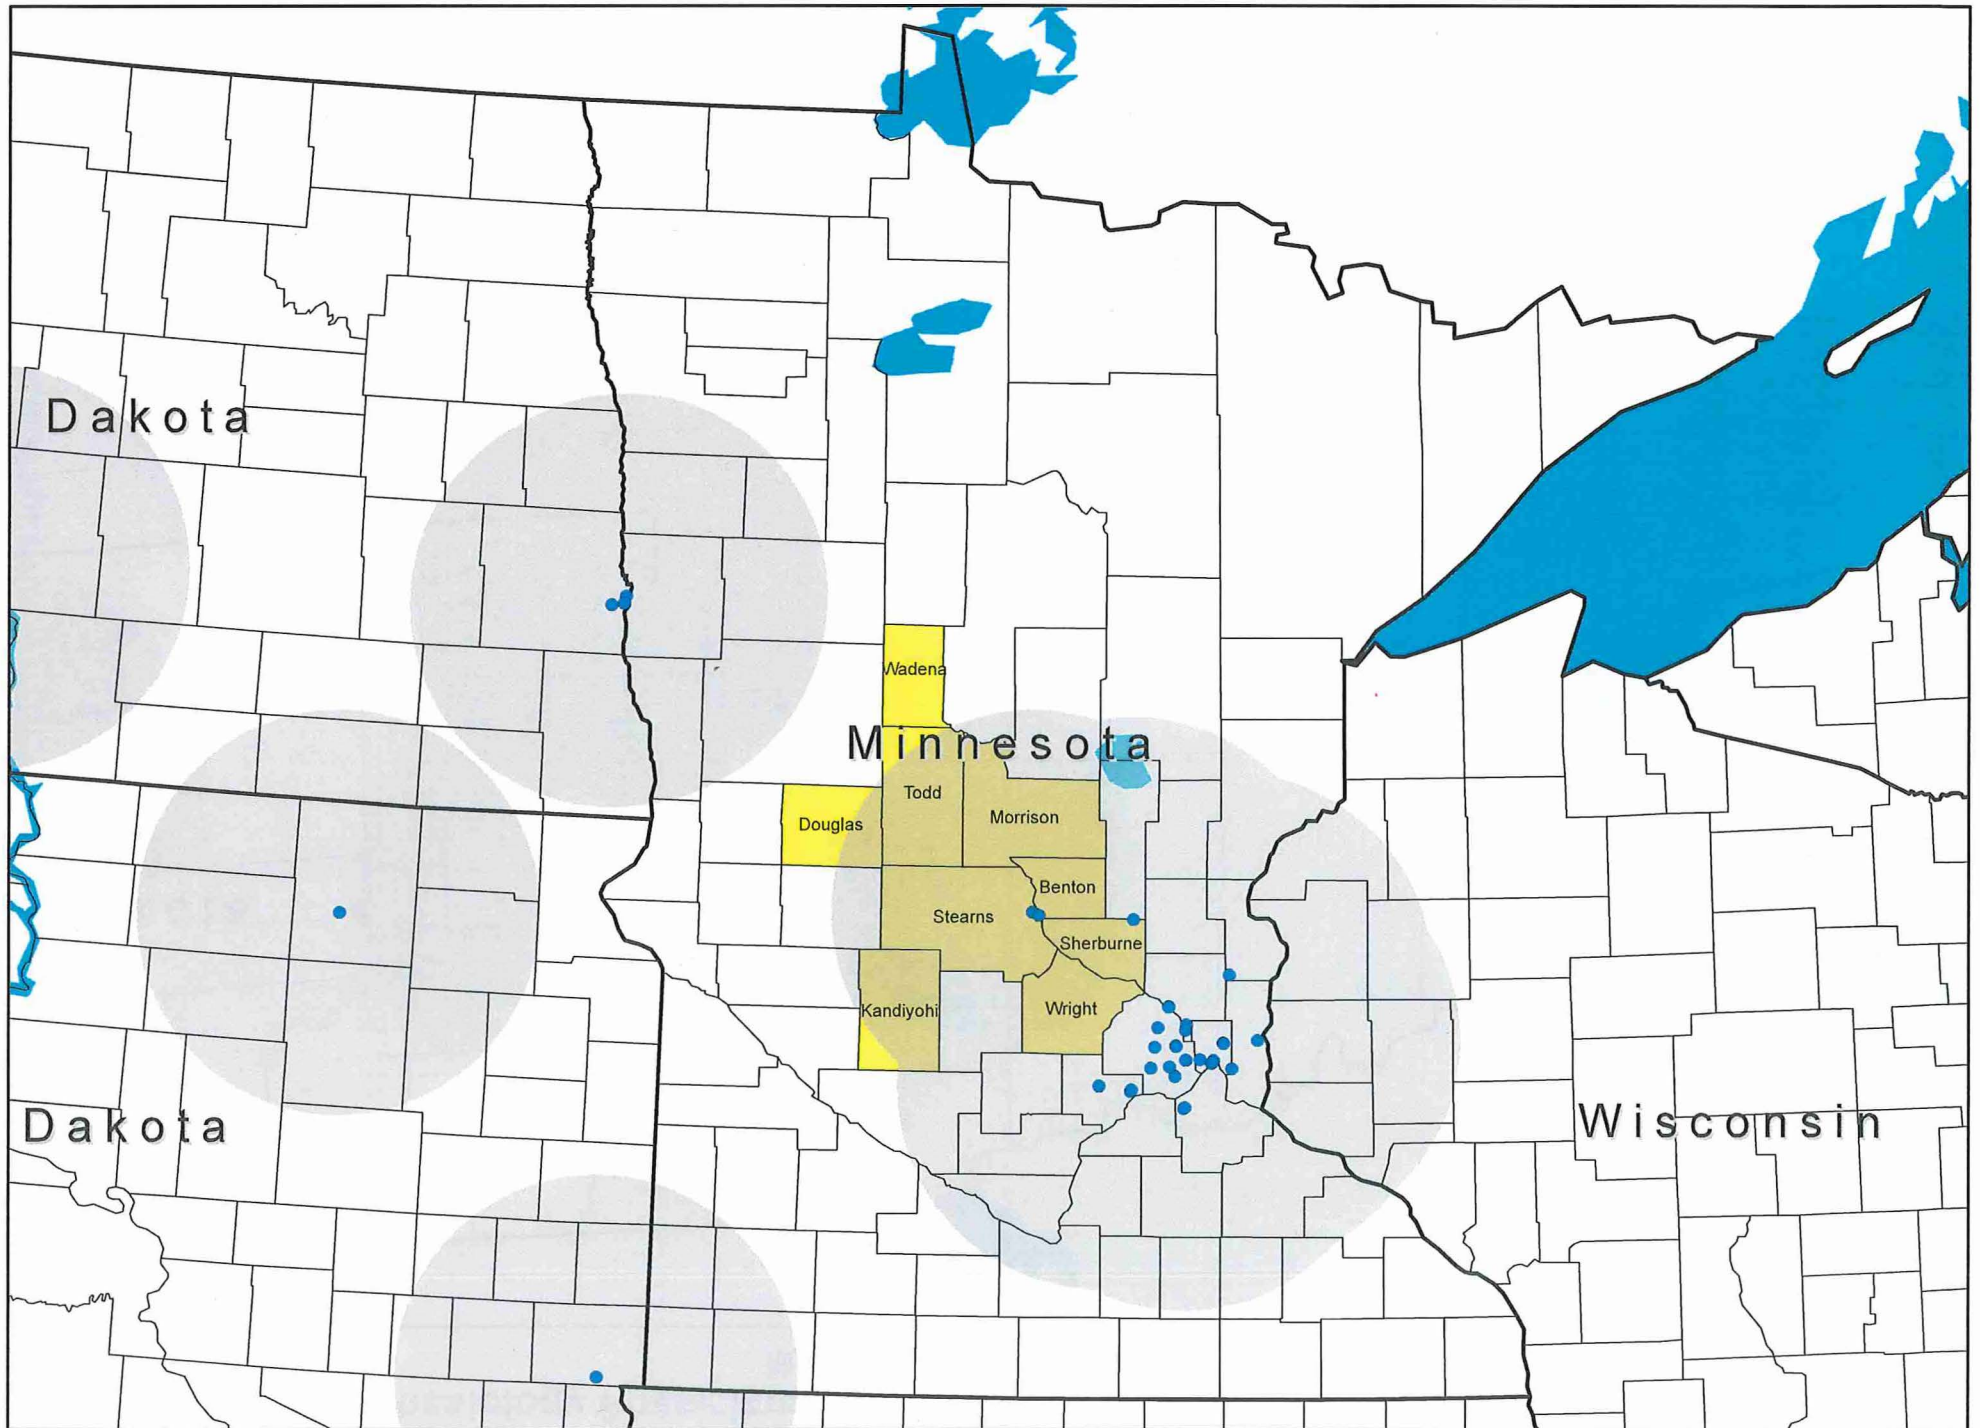 Dakota
Wadena
Minnesota
Todd
Douglas
Morrison
Benton
Stearns
Sherburne
Kandiyohi
Wright
Dakota
Wisconsin